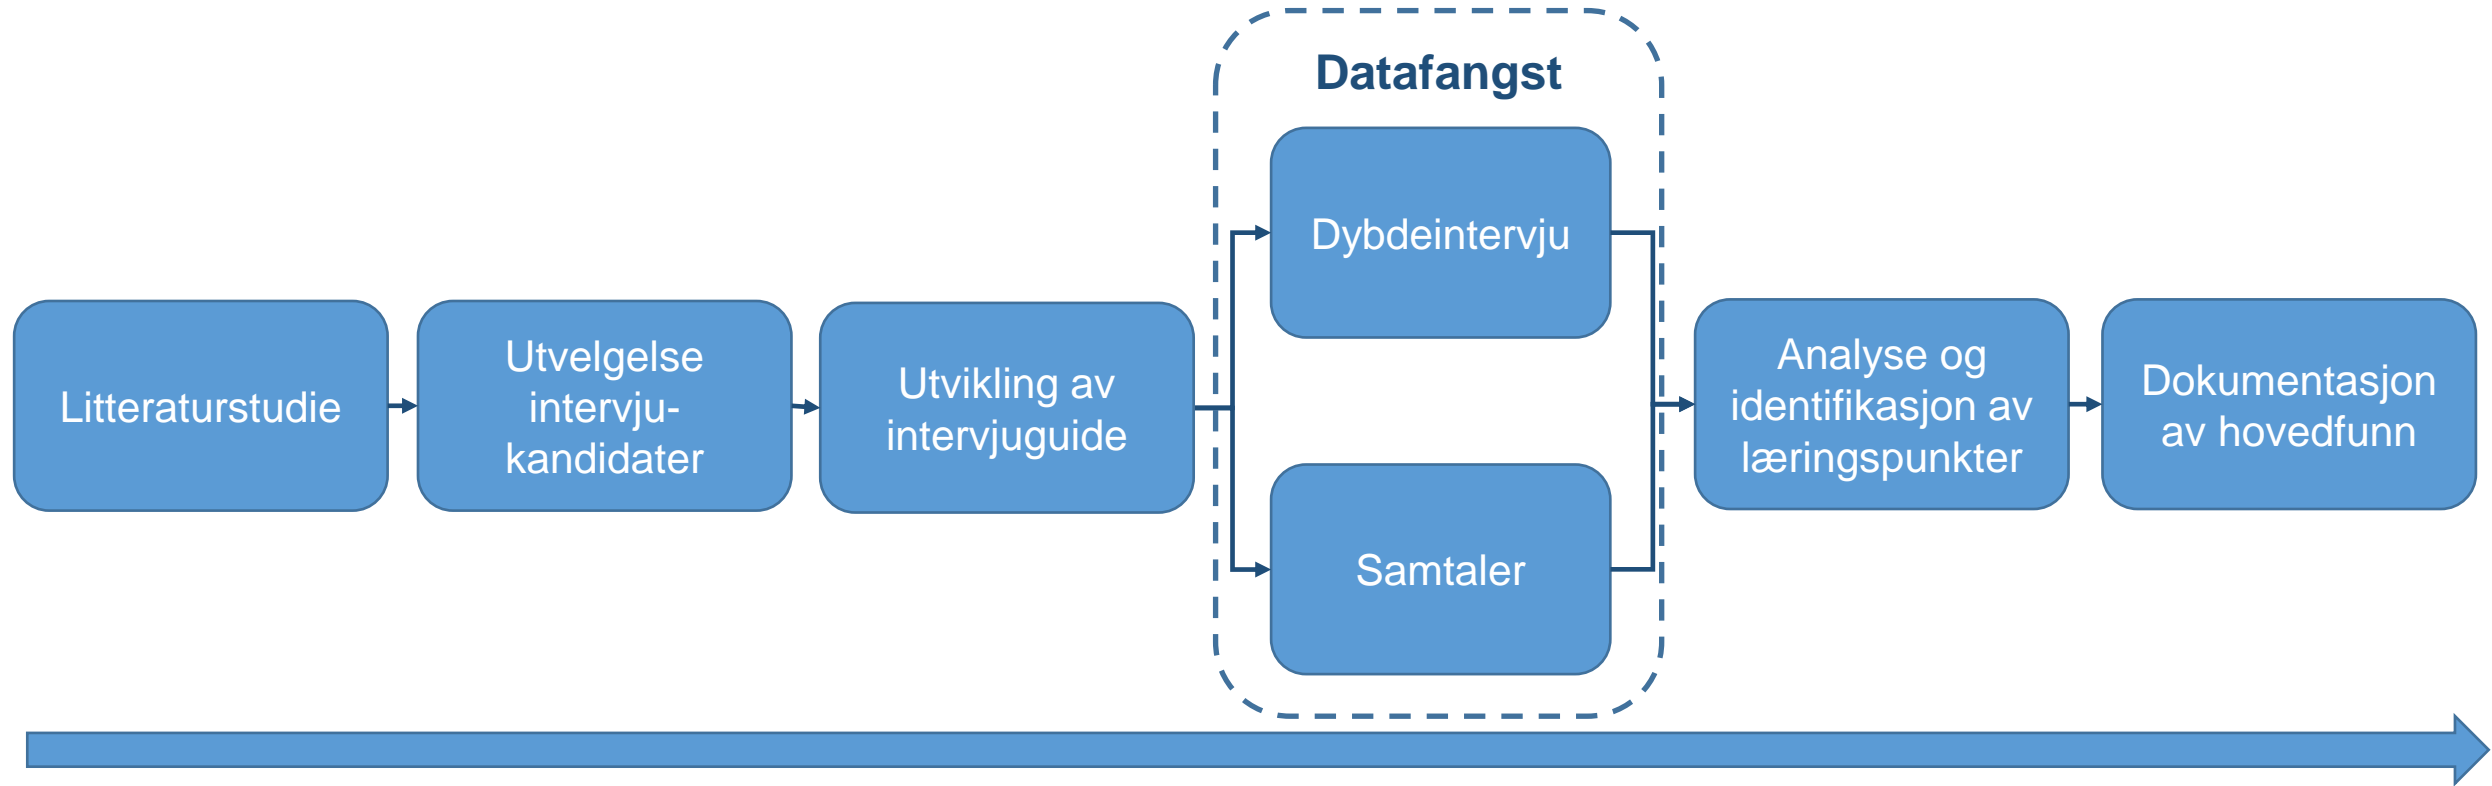 Datafangst
Litteraturstudie
Utvelgelse
intervju-
kandidater
Utvikling av
intervjuguide
Dybdeintervju
Samtaler
Analyse og
identifikasjon av
læringspunkter
Dokumentasjon
av hovedfunn